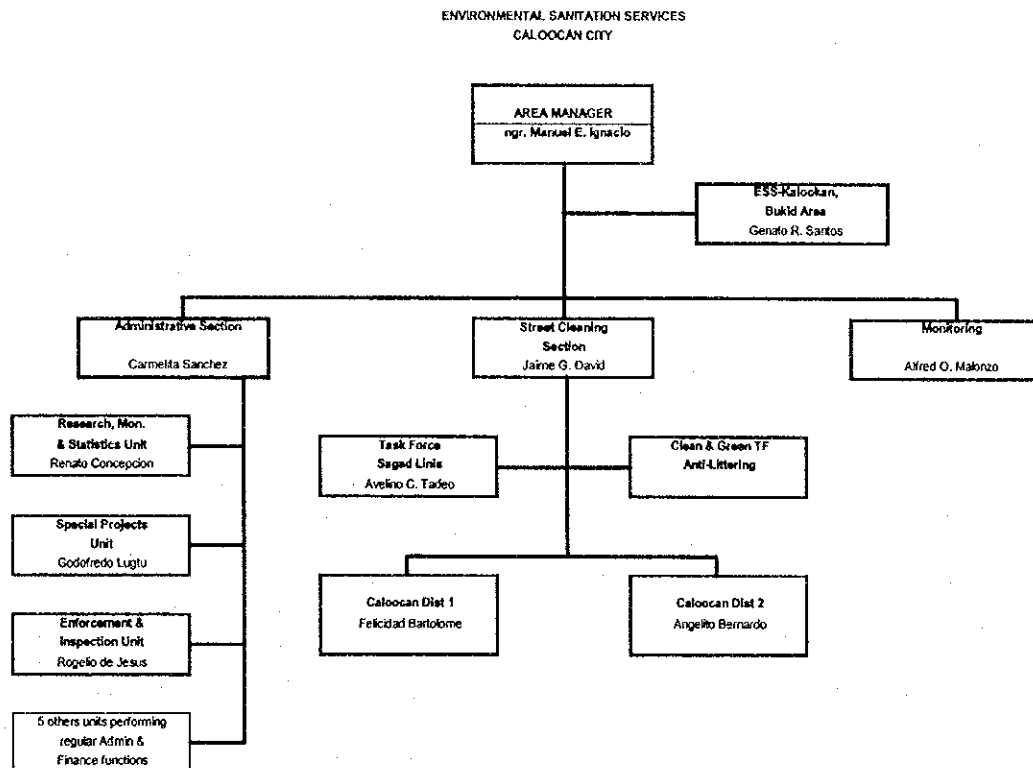 ENVIRONMENTAL SANITATION SERVICES
CALOOCAN CITY
AREA MANAGER
ngr. Manuel E. Ignacio
ESS-Kalookan,
Bukid Area
Genato R. Santos
Administrative Section
Carmelita Sanchez
Street Cleaning
Section
Jaime G. David
Monitoring
Alfred O. Malonzo
Research, Mon.
& Statistics Unit
Renato Concepcion
Task Force
Sagad Linis
Avelino C. Tadeo
Clean & Green TF
Anti-Littering
Special Projects
Unit
Godofredo Lugtu
Caloocan Dist 1
Felicidad Bartolome
Caloocan Dist 2
Angelito Bernardo
Enforcement &
Inspection Unit
Rogelio de Jesus
5 others units performing
regular Admin &
Finance functions